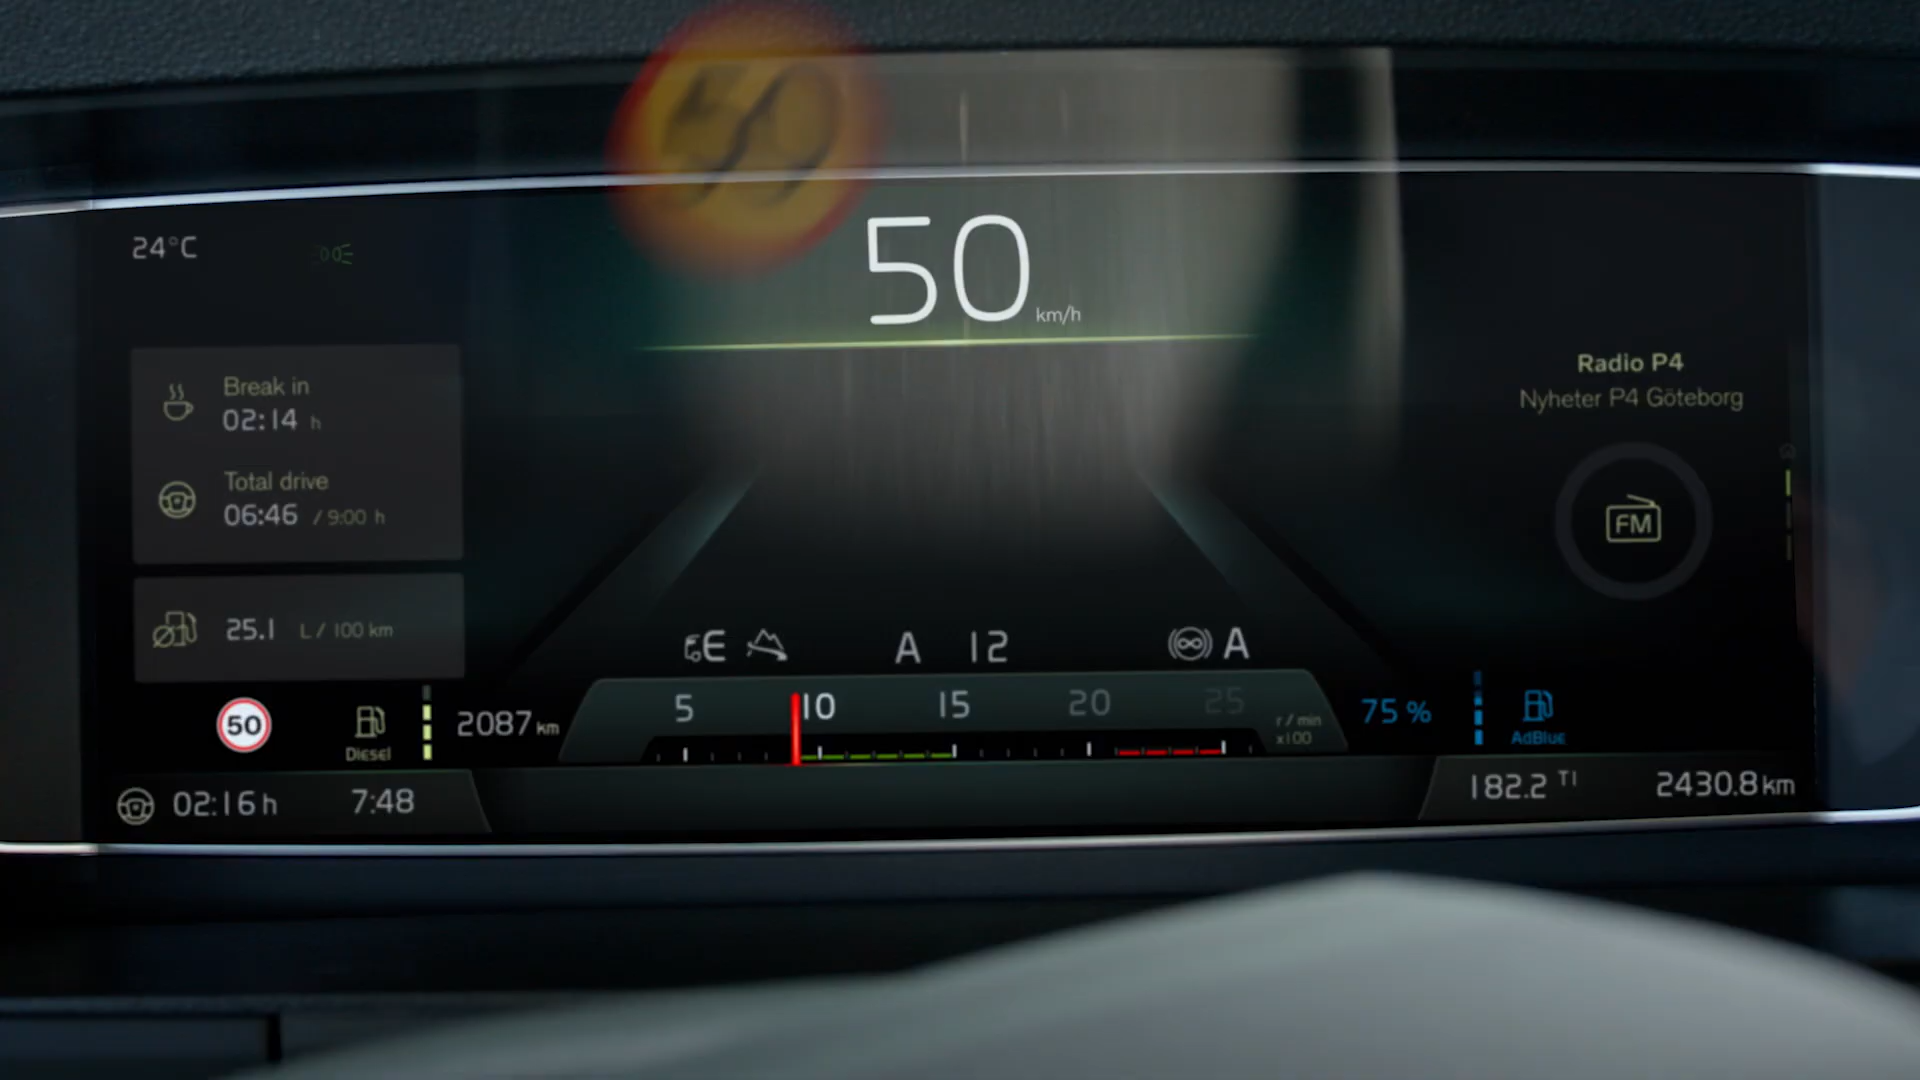 50
24°C
50 km/h
Break in
02:14 h
Total drive
06:46 / 9:00 h
25.1 L / 100 km
Radio P4
Nyheter P4 Göteborg
FM
E A 12 A
5 10 15 20 25
r / min
x100
50
Diesel
2087 km
75 %
AdBlue
02:16 h 7:48
182.2 T1 2430.8 km